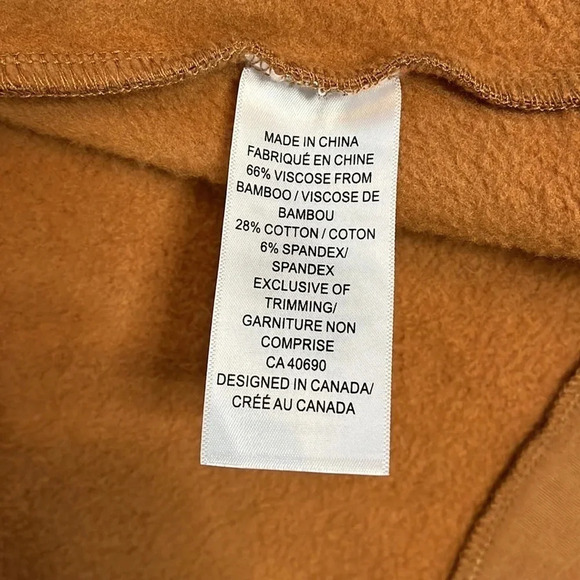 MADE IN CHINA
FABRIQUÉ EN CHINE
66% VISCOSE FROM
BAMBOO / VISCOSE DE
BAMBOU
28% COTTON / COTON
6% SPANDEX/
SPANDEX
EXCLUSIVE OF
TRIMMING/
GARNITURE NON
COMPRISE
CA 40690
DESIGNED IN CANADA/
CRÉÉ AU CANADA